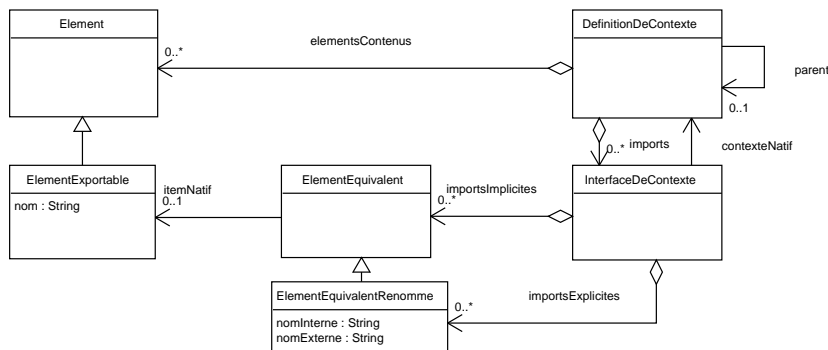 Element
DefinitionDeContexte
elementsContenus
0..*
parent
0..1
0..*
imports
contexteNatif
ElementExportable
nom : String
itemNatif
0..1
ElementEquivalent
importsImplicites
0..*
InterfaceDeContexte
ElementEquivalentRenomme
nomInterne : String
nomExterne : String
0..*
importsExplicites